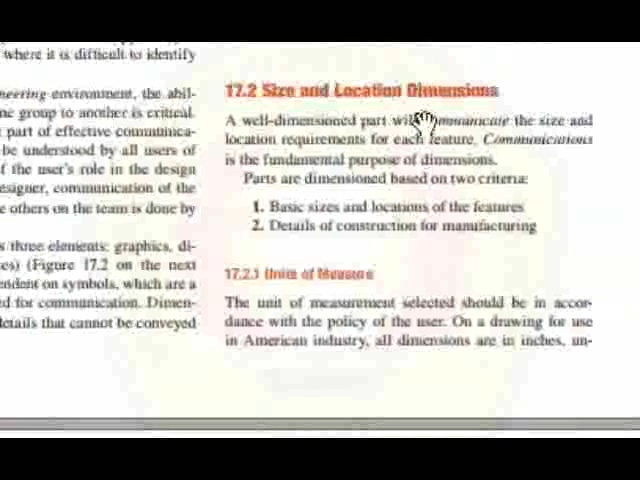 where it is difficult to identify
neering environment, the abil-
ne group to another is critical.
part of effective communica-
be understood by all users of
f the user's role in the design
esigner, communication of the
e others on the team is done by
s three elements: graphics, di-
es) (Figure 17.2 on the next
endent on symbols, which are a
ed for communication. Dimen-
details that cannot be conveyed
17.2 Size and Location Dimensions
A well-dimensioned part will communicate the size and
location requirements for each feature. Communications
is the fundamental purpose of dimensions.
Parts are dimensioned based on two criteria:
1. Basic sizes and locations of the features
2. Details of construction for manufacturing
17.2.1 Units of Measure
The unit of measurement selected should be in accor-
dance with the policy of the user. On a drawing for use
in American industry, all dimensions are in inches, un-